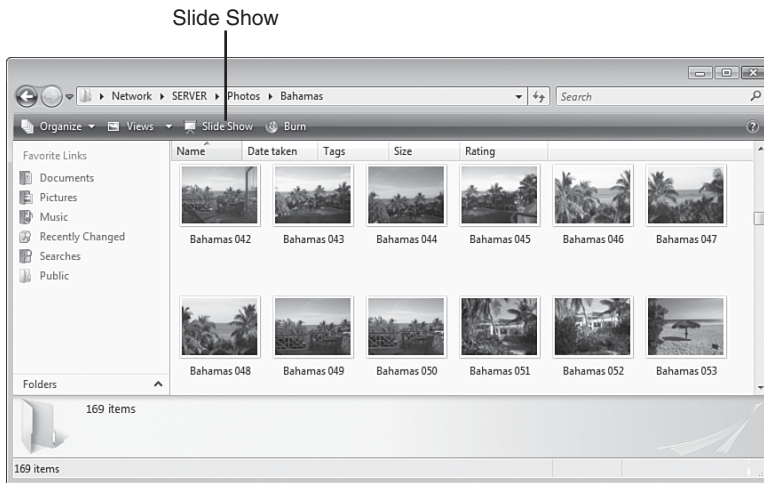 Slide Show
Network SERVER Photos Bahamas
Search
Organize Views Slide Show Burn
Favorite Links
Documents
Pictures
Music
Recently Changed
Searches
Public
Folders
Name Date taken Tags Size Rating
Bahamas 042 Bahamas 043 Bahamas 044 Bahamas 045 Bahamas 046 Bahamas 047
Bahamas 048 Bahamas 049 Bahamas 050 Bahamas 051 Bahamas 052 Bahamas 053
169 items
169 items